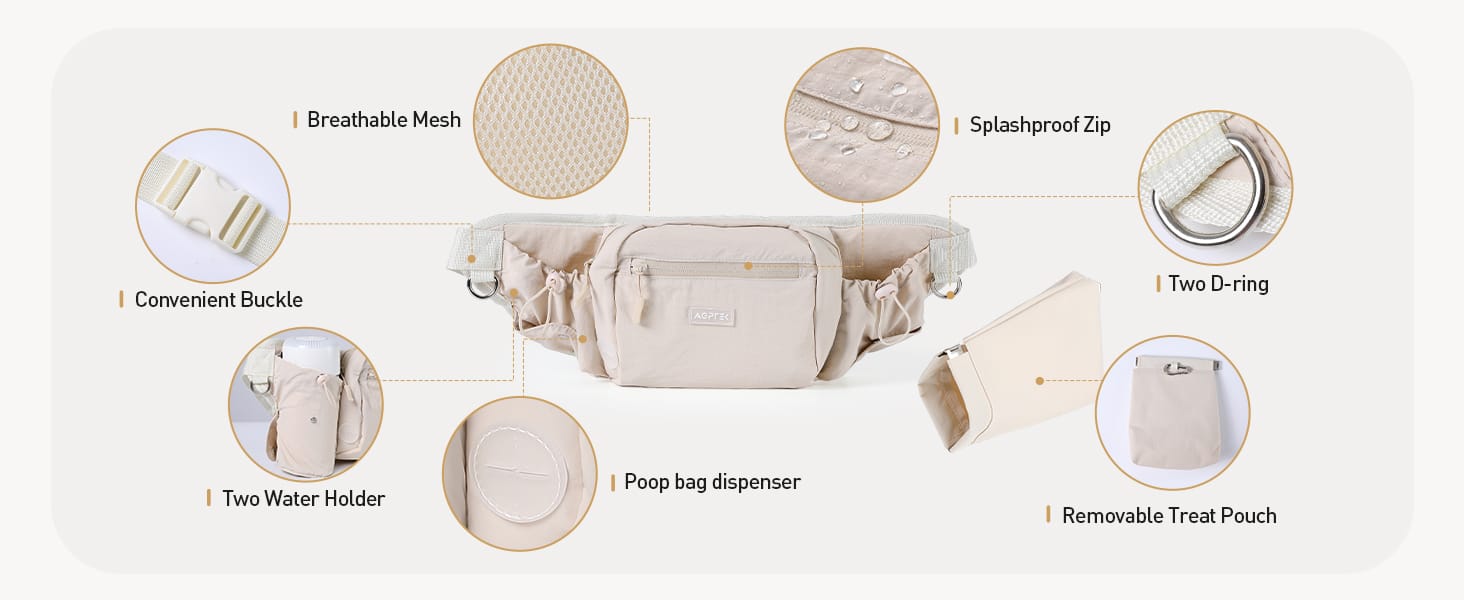 Breathable Mesh
Splashproof Zip
Convenient Buckle
Two D-ring
AGPTEK
Two Water Holder
Poop bag dispenser
Removable Treat Pouch